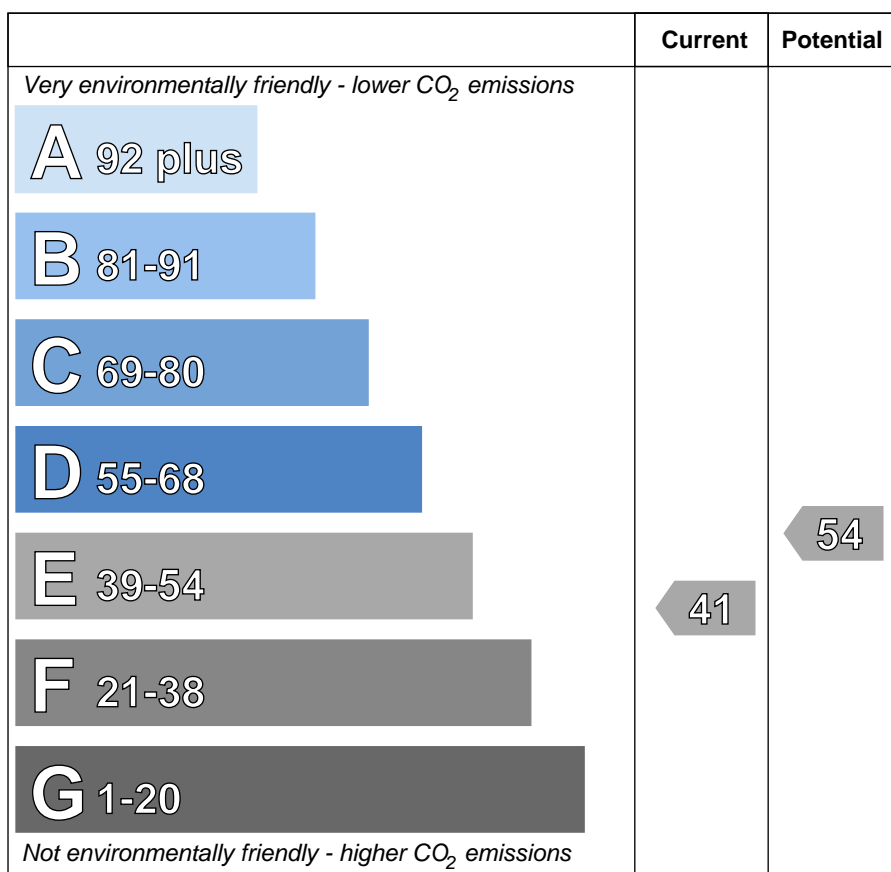 Current Potential
Very environmentally friendly - lower CO2 emissions
A 92 plus
B 81-91
C 69-80
D 55-68
54
E 39-54
41
F 21-38
G 1-20
Not environmentally friendly - higher CO2 emissions